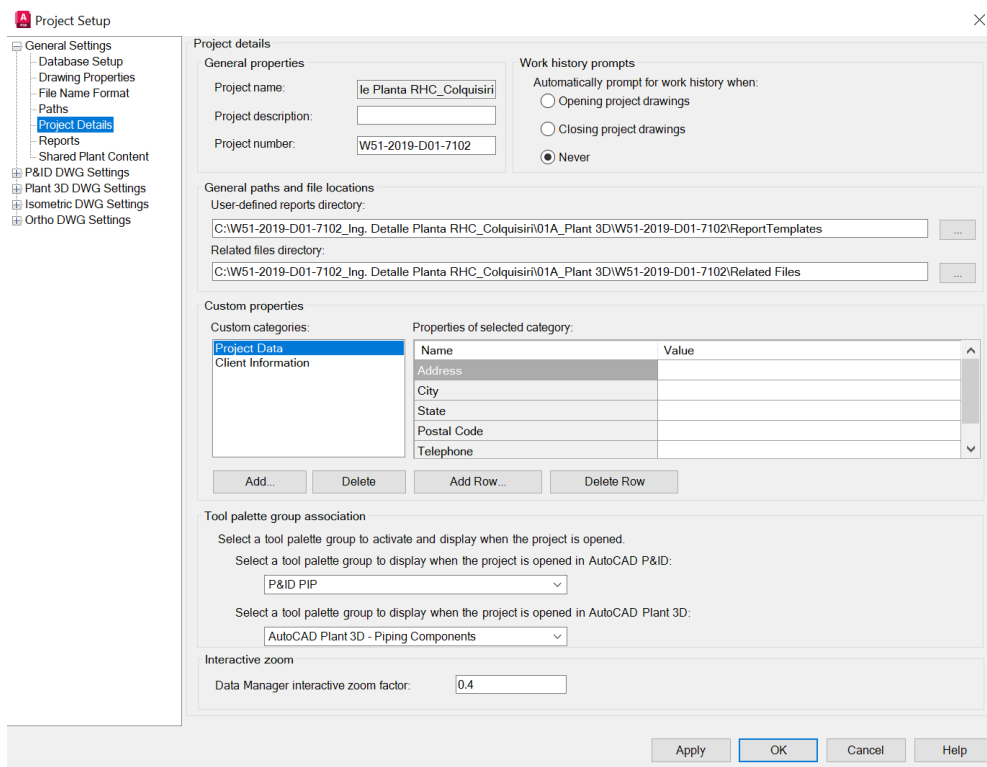 Project Setup
General Settings
Database Setup
Drawing Properties
File Name Format
Paths
Project Details
Reports
Shared Plant Content
P&ID DWG Settings
Plant 3D DWG Settings
Isometric DWG Settings
Ortho DWG Settings
Project details
General properties
Project name: le Planta RHC_Colquisiri
Project description:
Project number: W51-2019-D01-7102
Work history prompts
Automatically prompt for work history when:
Opening project drawings
Closing project drawings
Never
General paths and file locations
User-defined reports directory:
C:\W51-2019-D01-7102_Ing. Detalle Planta RHC_Colquisiri\01A_Plant 3D\W51-2019-D01-7102\ReportTemplates ...
Related files directory:
C:\W51-2019-D01-7102_Ing. Detalle Planta RHC_Colquisiri\01A_Plant 3D\W51-2019-D01-7102\Related Files ...
Custom properties
Custom categories:
Project Data
Client Information
Add... Delete
Properties of selected category:
Name Value
Address
City
State
Postal Code
Telephone
Add Row... Delete Row
Tool palette group association
Select a tool palette group to activate and display when the project is opened.
Select a tool palette group to display when the project is opened in AutoCAD P&ID:
P&ID PIP
Select a tool palette group to display when the project is opened in AutoCAD Plant 3D:
AutoCAD Plant 3D - Piping Components
Interactive zoom
Data Manager interactive zoom factor: 0.4
Apply OK Cancel Help